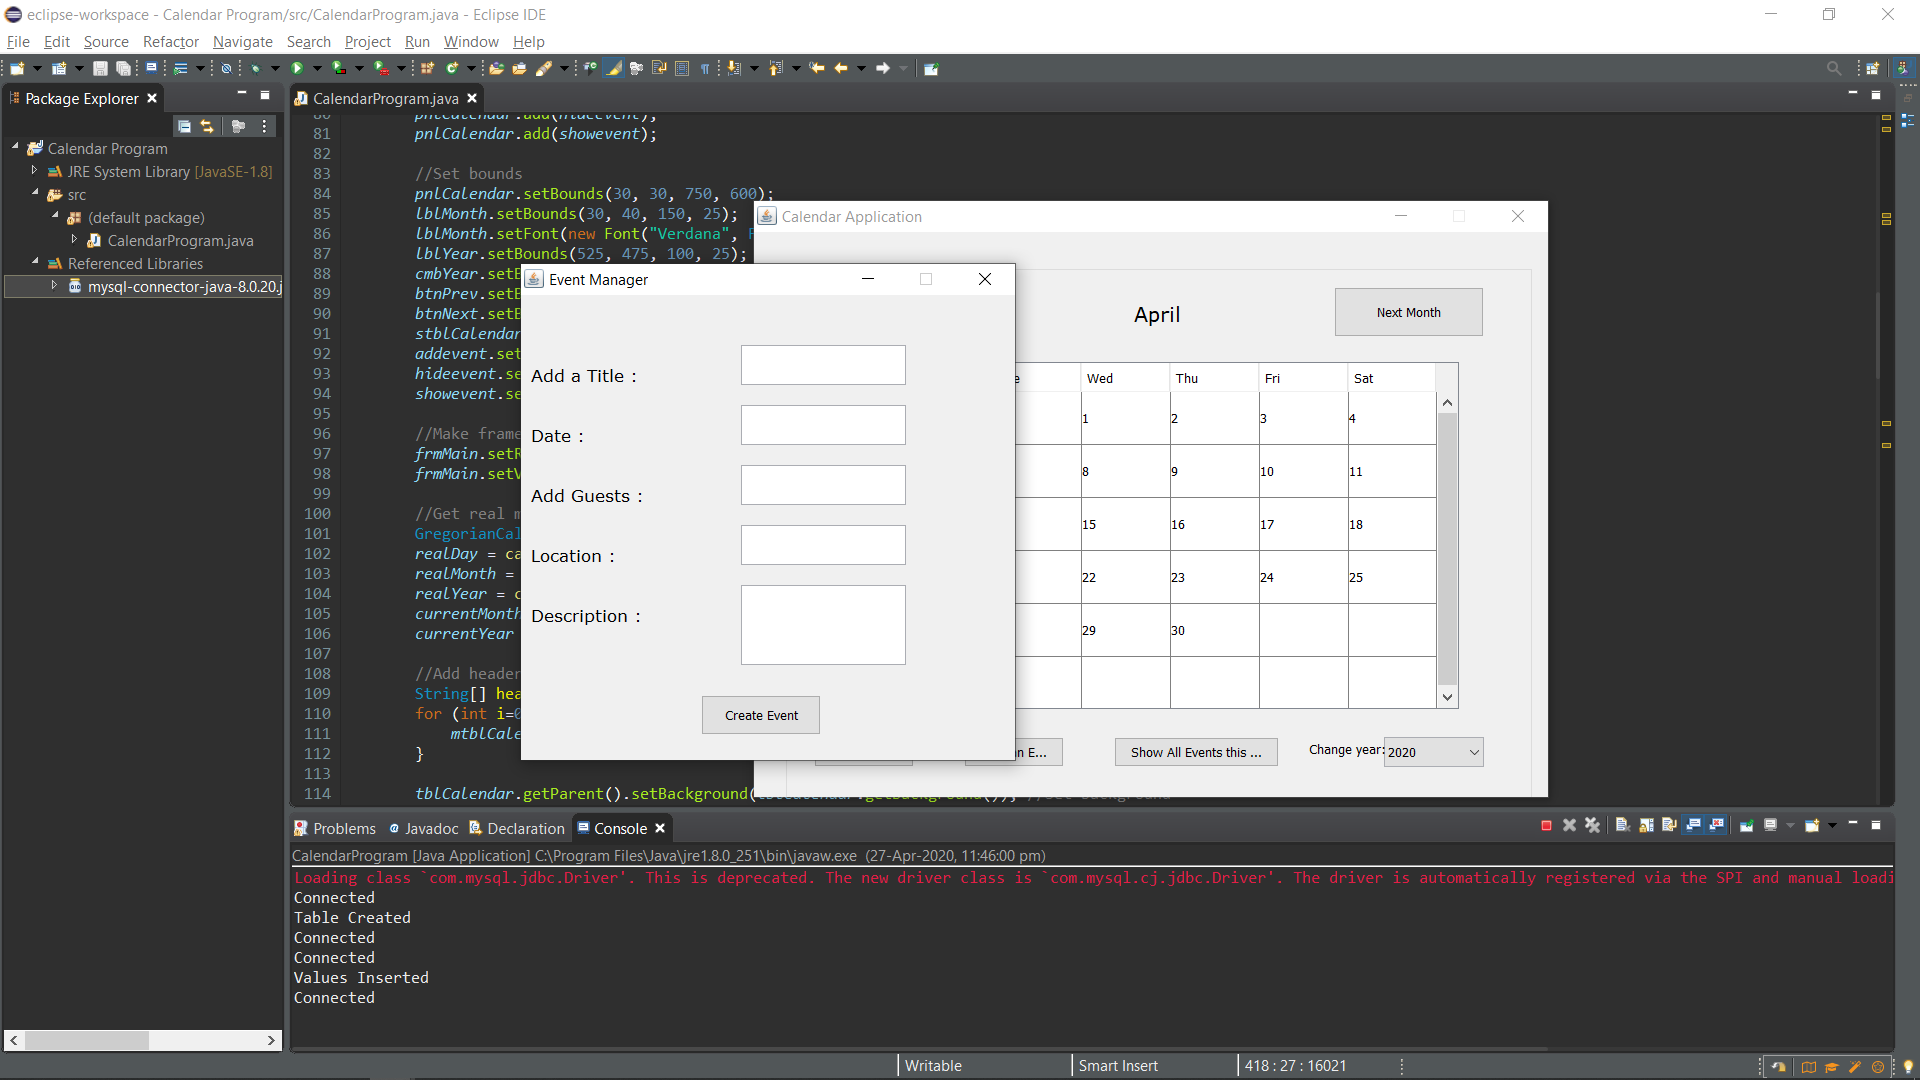 eclipse-workspace - Calendar Program/src/CalendarProgram.java - Eclipse IDE
File Edit Source Refactor Navigate Search Project Run Window Help
Package Explorer
CalendarProgram.java
Calendar Program
JRE System Library [JavaSE-1.8]
src
(default package)
CalendarProgram.java
Referenced Libraries
mysql-connector-java-8.0.20.j
81 pnlCalendar.add(showevent);
82
83 //Set bounds
84 pnlCalendar.setBounds(30, 30, 750, 600);
85 lblMonth.setBounds(30, 40, 150, 25);
86 lblMonth.setFont(new Font("Verdana",
87 lblYear.setBounds(525, 475, 100, 25);
88 cmbYear.setB
89 btnPrev.setB
90 btnNext.setB
91 stblCalendar
92 addevent.set
93 hideevent.se
94 showevent.se
95
96 //Make frame
97 frmMain.setR
98 frmMain.setV
99
100 //Get real m
101 GregorianCal
102 realDay = ca
103 realMonth =
104 realYear = c
105 currentMonth
106 currentYear
107
108 //Add header
109 String[] hea
110 for (int i=0
111 mtblCale
112 }
113
114 tblCalendar.getParent().setBackground(
Calendar Application
April
Next Month
e Wed Thu Fri Sat
1 2 3 4
8 9 10 11
15 16 17 18
22 23 24 25
29 30
n E...
Show All Events this ...
Change year: 2020
Event Manager
Add a Title :
Date :
Add Guests :
Location :
Description :
Create Event
Problems Javadoc Declaration Console
CalendarProgram [Java Application] C:\Program Files\Java\jre1.8.0_251\bin\javaw.exe (27-Apr-2020, 11:46:00 pm)
Loading class `com.mysql.jdbc.Driver'. This is deprecated. The new driver class is `com.mysql.cj.jdbc.Driver'. The driver is automatically registered via the SPI and manual loadi
Connected
Table Created
Connected
Connected
Values Inserted
Connected
Writable
Smart Insert
418 : 27 : 16021